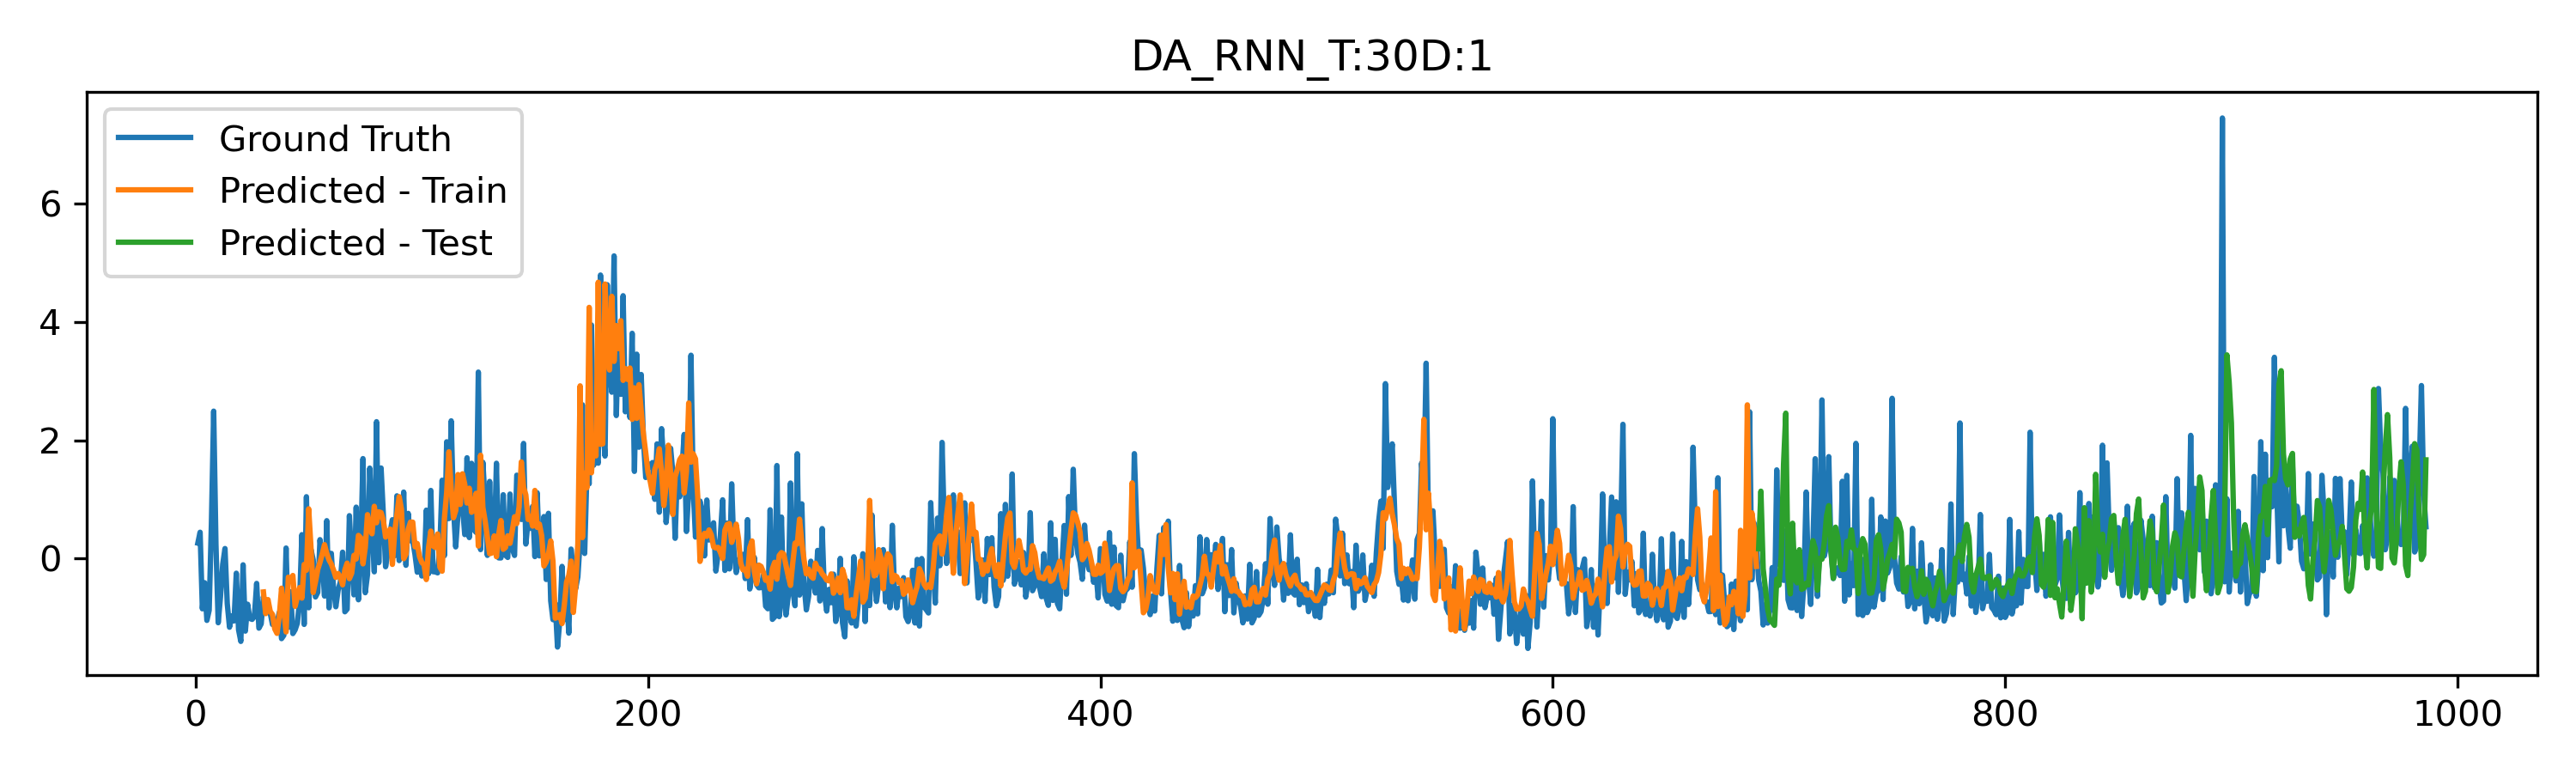 DA_RNN_T:30D:1
Ground Truth
Predicted - Train
Predicted - Test
6
4
2
0
0 200 400 600 800 1000